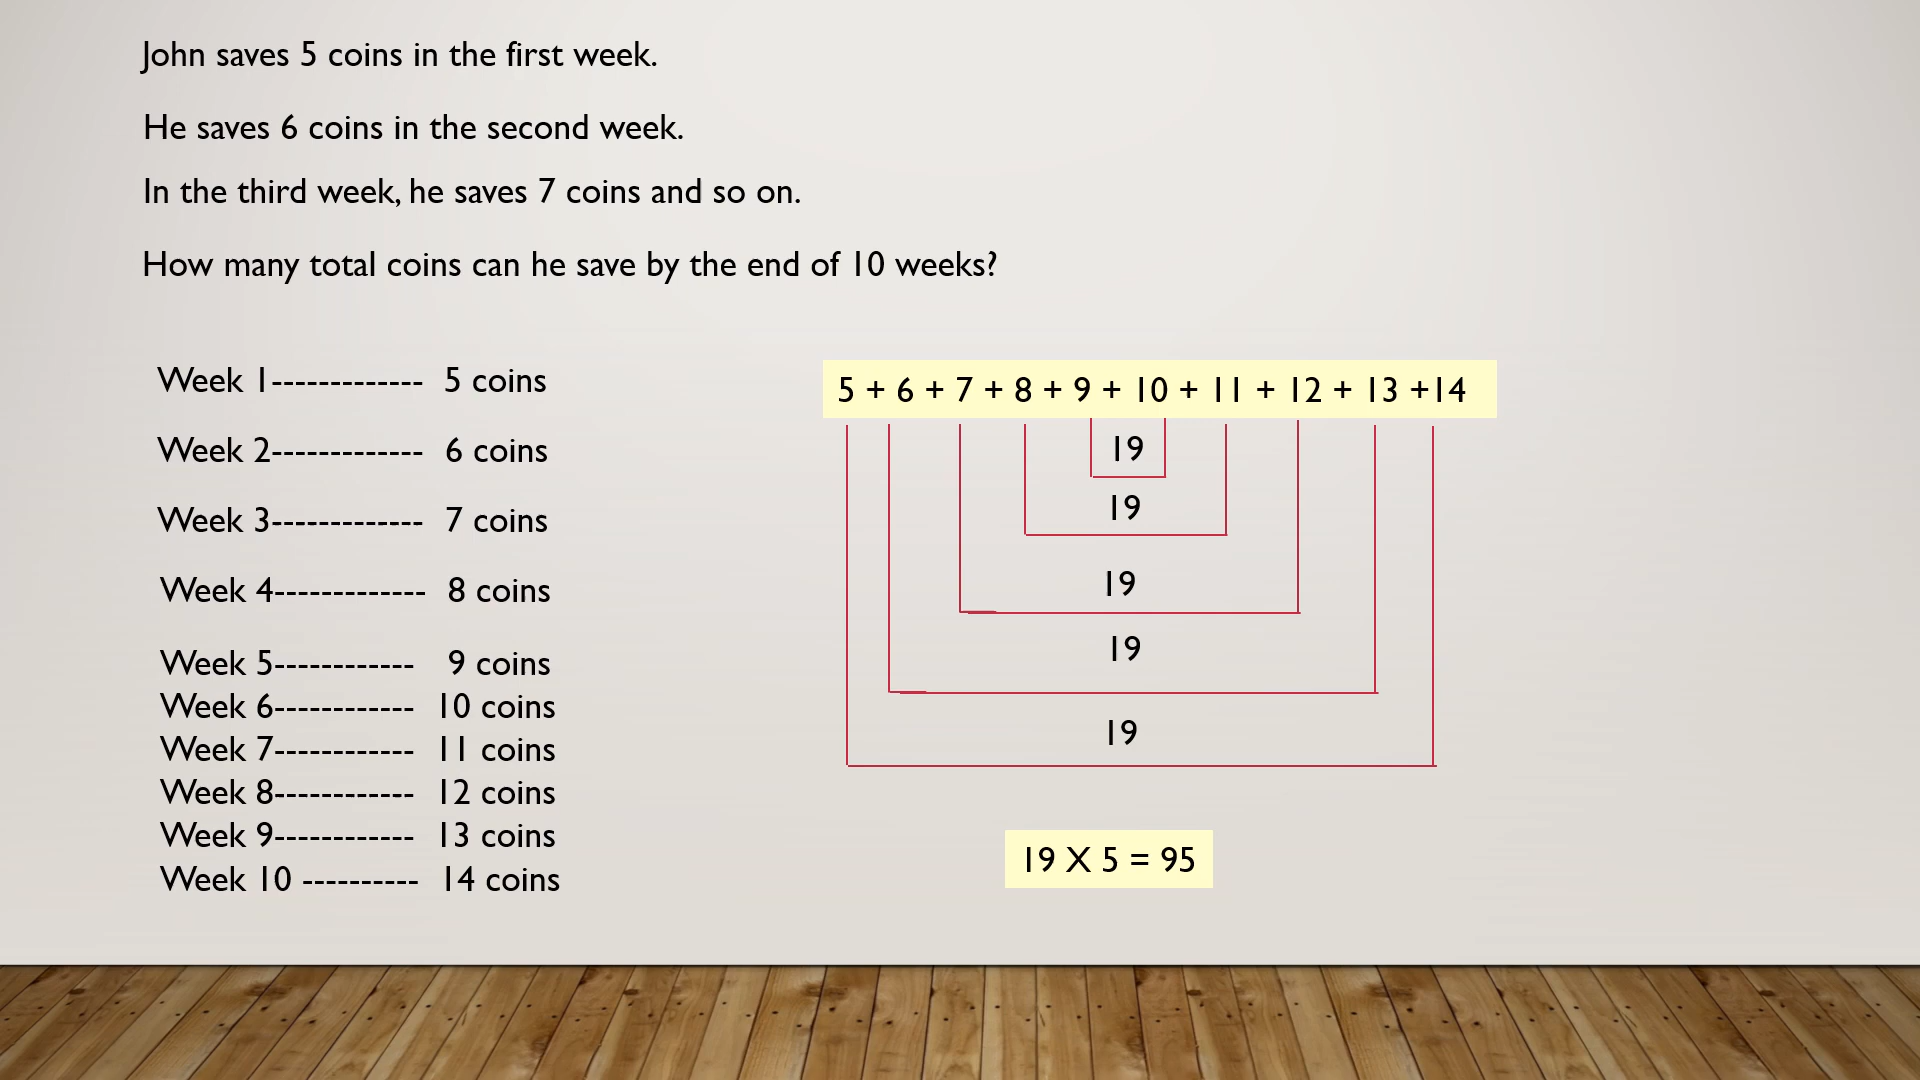 John saves 5 coins in the first week.
He saves 6 coins in the second week.
In the third week, he saves 7 coins and so on.
How many total coins can he save by the end of 10 weeks?
Week 1------------- 5 coins
Week 2------------- 6 coins
Week 3------------- 7 coins
Week 4------------- 8 coins
Week 5------------ 9 coins
Week 6------------ 10 coins
Week 7------------ 11 coins
Week 8------------ 12 coins
Week 9------------ 13 coins
Week 10 ---------- 14 coins
5 + 6 + 7 + 8 + 9 + 10 + 11 + 12 + 13 +14
19
19
19
19
19
19 X 5 = 95